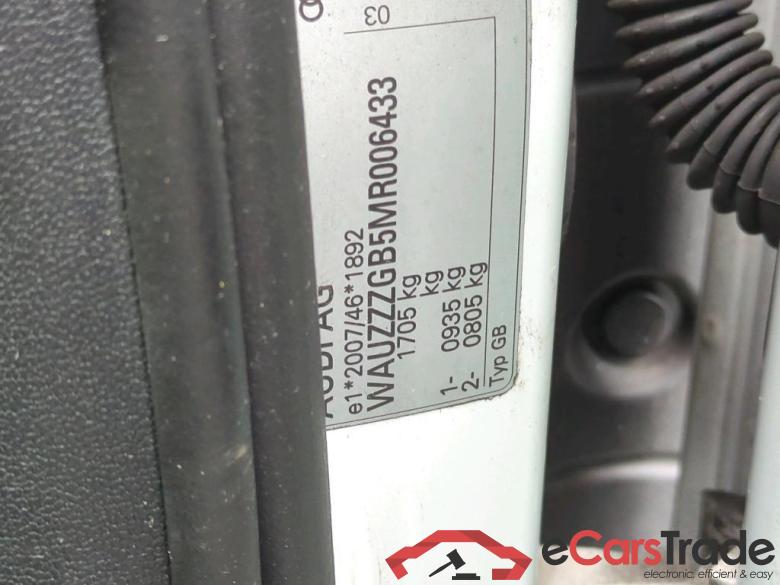 AUDI AG
e1*2007/46*1892
WAUZZZGB5MR006433
1705 kg
kg
1- 0935 kg
2- 0805 kg
Typ GB
03
eCarsTrade
electronic, efficient & easy